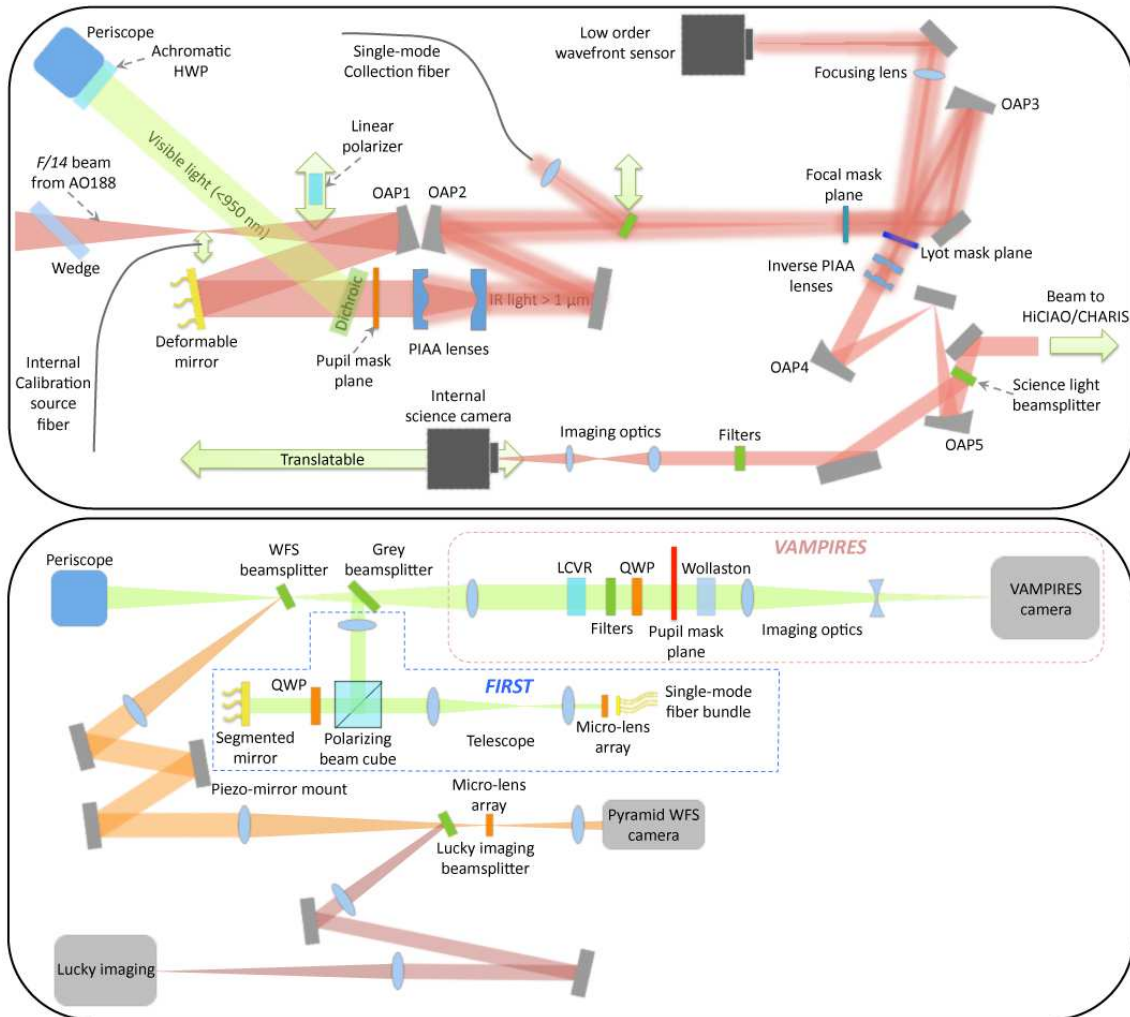 Periscope
Achromatic
HWP
Single-mode
Collection fiber
Low order
wavefront sensor
Focusing lens
OAP3
Visible light (<950 nm)
Linear
polarizer
F/14 beam
from AO188
OAP1
OAP2
Focal mask
plane
Wedge
Lyot mask plane
Inverse PIAA
lenses
Dichroic
IR light > 1 μm
Beam to
HiCIAO/CHARIS
Deformable
mirror
Pupil mask
plane
PIAA lenses
OAP4
Internal
Calibration
source
fiber
Science light
beamsplitter
Internal
science camera
Imaging optics
Filters
OAP5
Translatable
VAMPIRES
Periscope
WFS
beamsplitter
Grey
beamsplitter
LCVR
QWP
Wollaston
VAMPIRES
camera
Filters
Pupil mask
plane
Imaging optics
FIRST
QWP
Single-mode
fiber bundle
Segmented
mirror
Polarizing
beam cube
Telescope
Micro-lens
array
Piezo-mirror mount
Micro-lens
array
Pyramid WFS
camera
Lucky imaging
beamsplitter
Lucky imaging